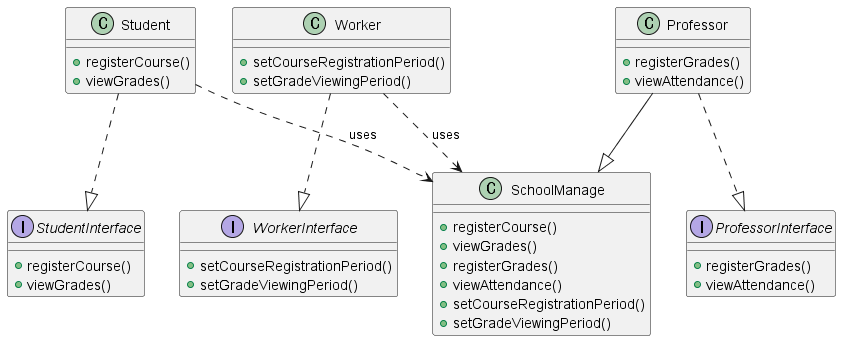 C Student
registerCourse()
viewGrades()
C Worker
setCourseRegistrationPeriod()
setGradeViewingPeriod()
C Professor
registerGrades()
viewAttendance()
uses
uses
I StudentInterface
registerCourse()
viewGrades()
I WorkerInterface
setCourseRegistrationPeriod()
setGradeViewingPeriod()
C SchoolManage
registerCourse()
viewGrades()
registerGrades()
viewAttendance()
setCourseRegistrationPeriod()
setGradeViewingPeriod()
I ProfessorInterface
registerGrades()
viewAttendance()